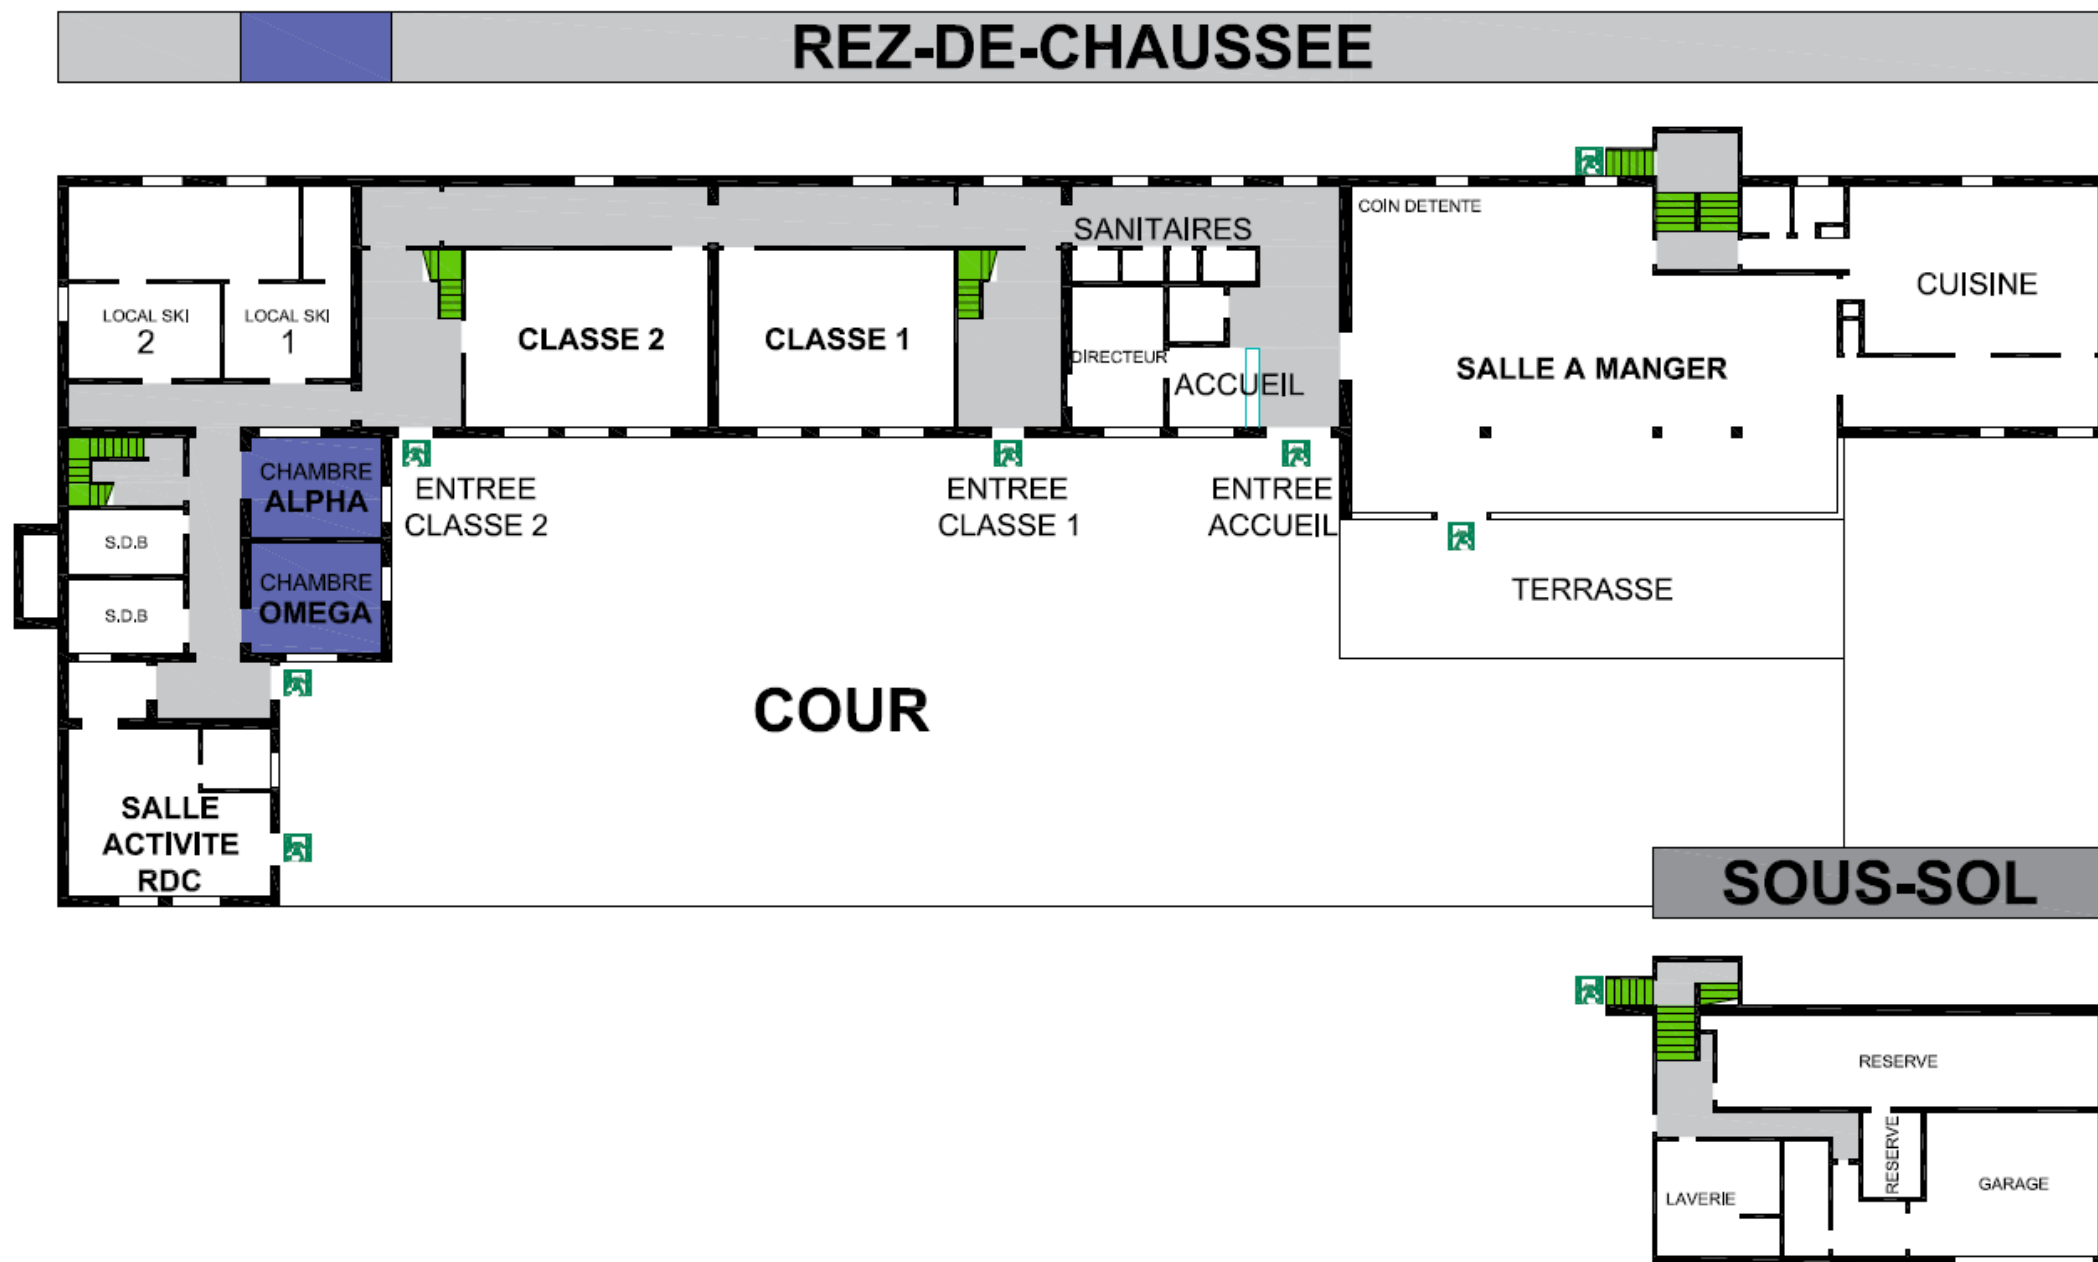 REZ-DE-CHAUSSEE
COIN DETENTE
SANITAIRES
CUISINE
LOCAL SKI
2
LOCAL SKI
1
CLASSE 2
CLASSE 1
DIRECTEUR
ACCUEIL
SALLE A MANGER
CHAMBRE
ALPHA
ENTREE
CLASSE 2
ENTREE
CLASSE 1
ENTREE
ACCUEIL
S.D.B
CHAMBRE
OMEGA
S.D.B
TERRASSE
COUR
SALLE
ACTIVITE
RDC
SOUS-SOL
RESERVE
RESERVE
LAVERIE
GARAGE